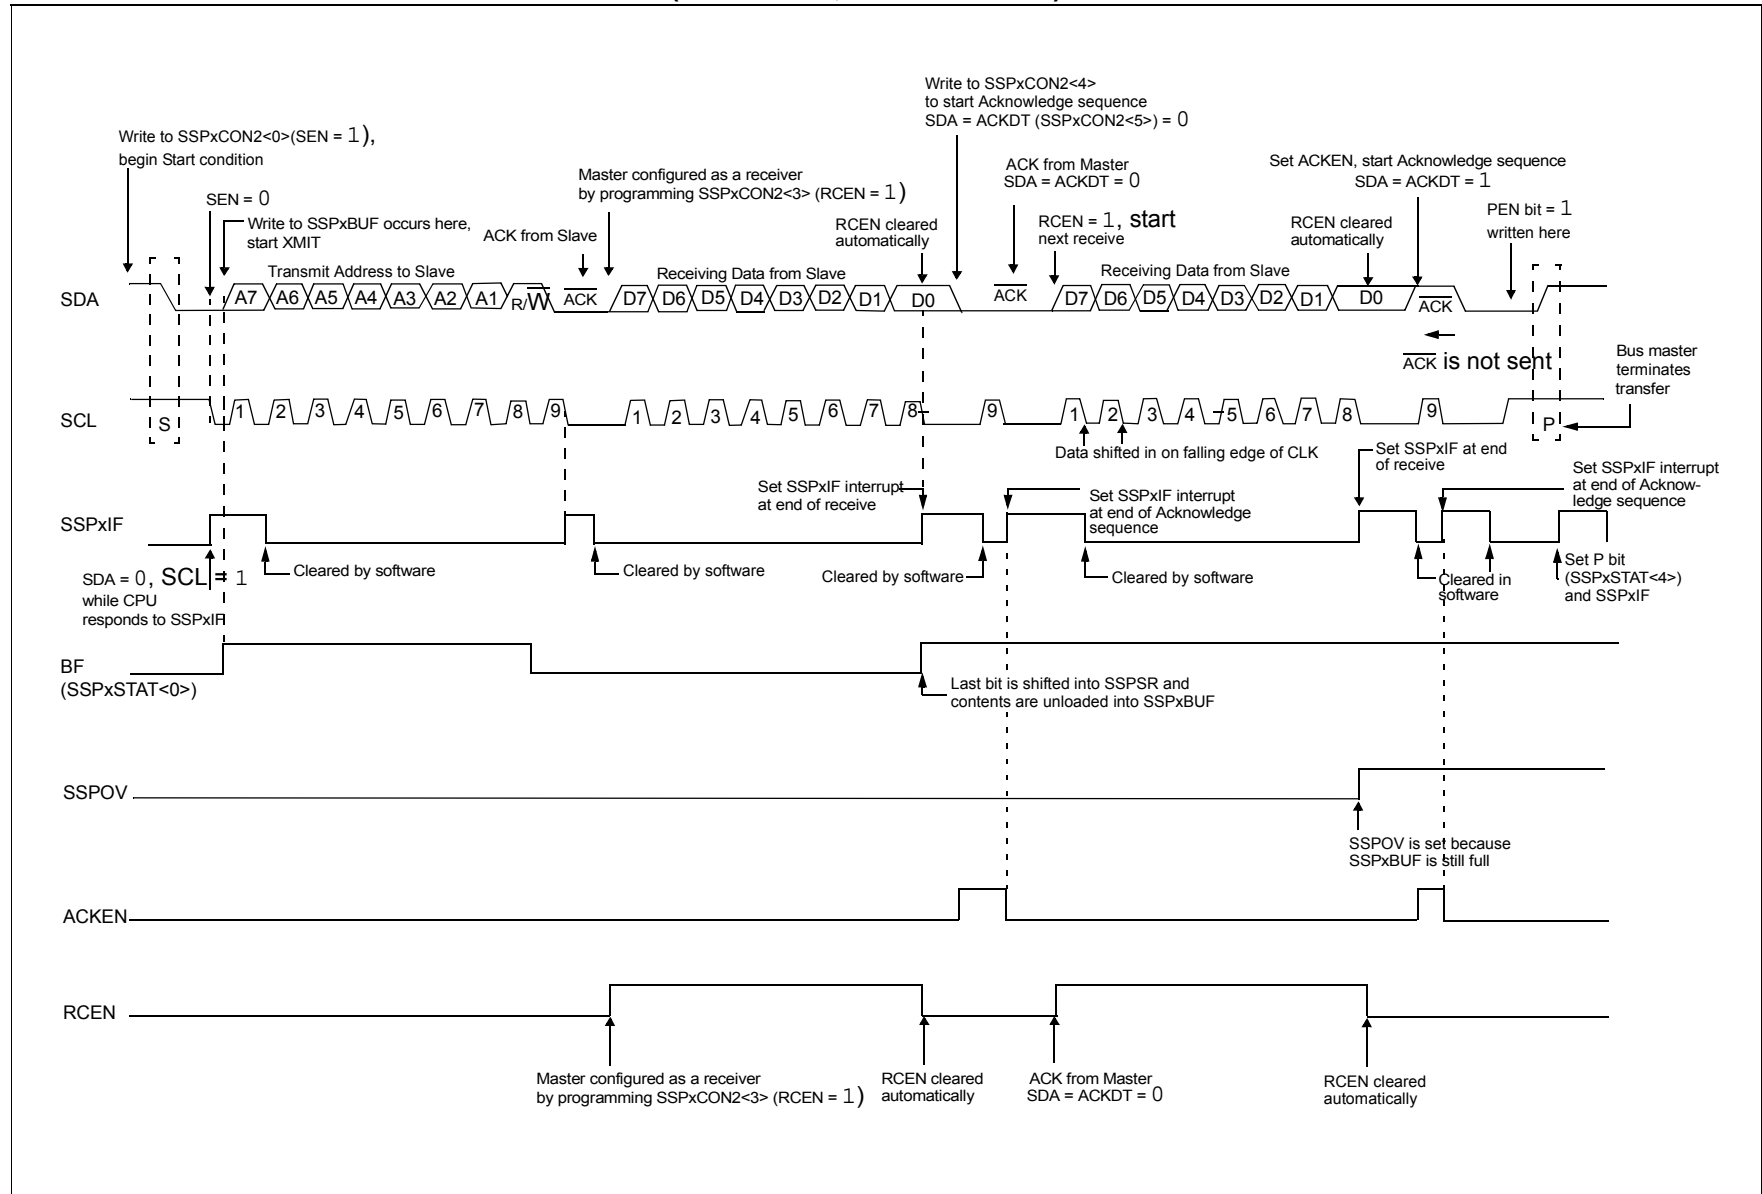 Write to SSPxCON2<4>
to start Acknowledge sequence
SDA = ACKDT (SSPxCON2<5>) = 0
Write to SSPxCON2<0>(SEN = 1),
begin Start condition
ACK from Master
SDA = ACKDT = 0
Set ACKEN, start Acknowledge sequence
SDA = ACKDT = 1
Master configured as a receiver
by programming SSPxCON2<3> (RCEN = 1)
SEN = 0
PEN bit = 1
written here
Write to SSPxBUF occurs here,
start XMIT
ACK from Slave
RCEN cleared
automatically
RCEN = 1, start
next receive
RCEN cleared
automatically
Transmit Address to Slave
Receiving Data from Slave
Receiving Data from Slave
SDA
A7 A6 A5 A4 A3 A2 A1 R/W ACK D7 D6 D5 D4 D3 D2 D1 D0 ACK D7 D6 D5 D4 D3 D2 D1 D0 ACK
ACK is not sent
Bus master
terminates
transfer
SCL
S 1 2 3 4 5 6 7 8 9 1 2 3 4 5 6 7 8 9 1 2 3 4 5 6 7 8 9 P
Data shifted in on falling edge of CLK
Set SSPxIF at end
of receive
Set SSPxIF interrupt
at end of receive
Set SSPxIF interrupt
at end of Acknowledge
sequence
Set SSPxIF interrupt
at end of Acknow-
ledge sequence
SSPxIF
SDA = 0, SCL = 1
while CPU
responds to SSPxIF
Cleared by software
Cleared by software
Cleared by software
Cleared by software
Cleared in
software
Set P bit
(SSPxSTAT<4>)
and SSPxIF
BF
(SSPxSTAT<0>)
Last bit is shifted into SSPSR and
contents are unloaded into SSPxBUF
SSPOV
SSPOV is set because
SSPxBUF is still full
ACKEN
RCEN
Master configured as a receiver
by programming SSPxCON2<3> (RCEN = 1)
RCEN cleared
automatically
ACK from Master
SDA = ACKDT = 0
RCEN cleared
automatically